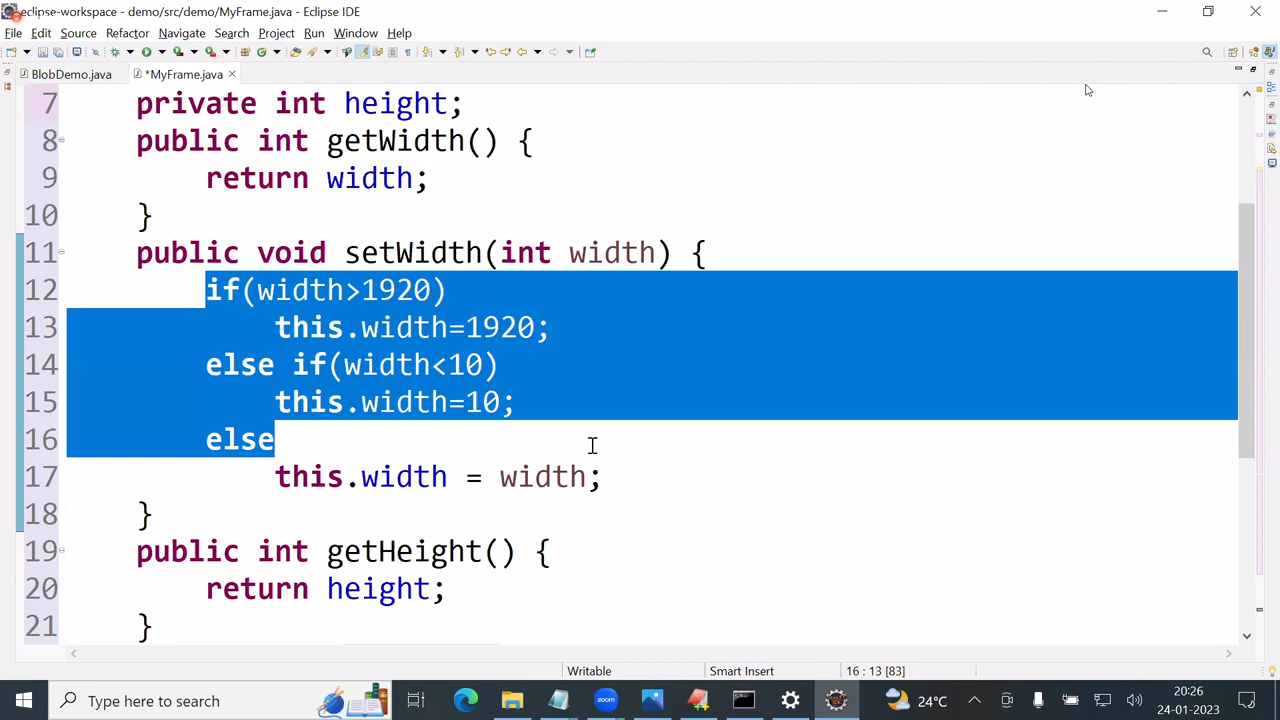 eclipse-workspace - demo/src/demo/MyFrame.java - Eclipse IDE
File Edit Source Refactor Navigate Search Project Run Window Help
BlobDemo.java *MyFrame.java
7 private int height;
8 public int getWidth() {
9 return width;
10 }
11 public void setWidth(int width) {
12 if(width>1920)
13 this.width=1920;
14 else if(width<10)
15 this.width=10;
16 else
17 this.width = width;
18 }
19 public int getHeight() {
20 return height;
21 }
Writable Smart Insert 16 : 13 [83]
Type here to search zoom 24°C 20:26
24-01-2023